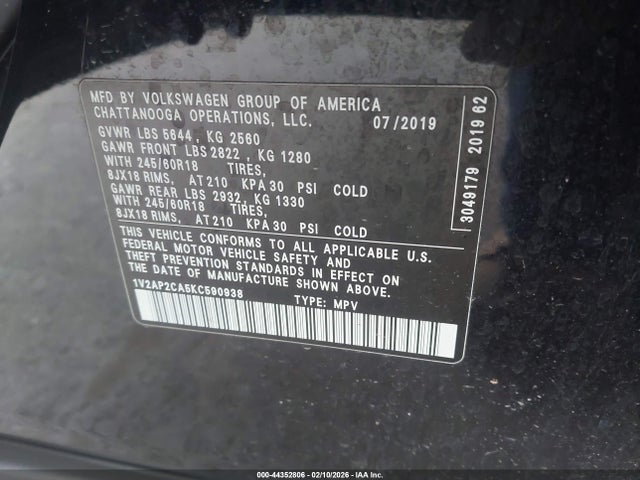 MFD BY VOLKSWAGEN GROUP OF AMERICA
CHATTANOOGA OPERATIONS, LLC. 07/2019
GVWR LBS 5644 , KG 2560
GAWR FRONT LBS 2822 , KG 1280
WITH 245/60R18 TIRES,
8JX18 RIMS, AT 210 KPA 30 PSI COLD
GAWR REAR LBS 2932, KG 1330
WITH 245/60R18 TIRES,
8JX18 RIMS, AT 210 KPA 30 PSI COLD
THIS VEHICLE CONFORMS TO ALL APPLICABLE U.S.
FEDERAL MOTOR VEHICLE SAFETY AND
THEFT PREVENTION STANDARDS IN EFFECT ON
THE DATE OF MANUFACTURE SHOWN ABOVE.
1V2AP2CA5KC590938 TYPE: MPV
3049179 2019 62
000-44352806 - 02/10/2026 - IAA Inc.